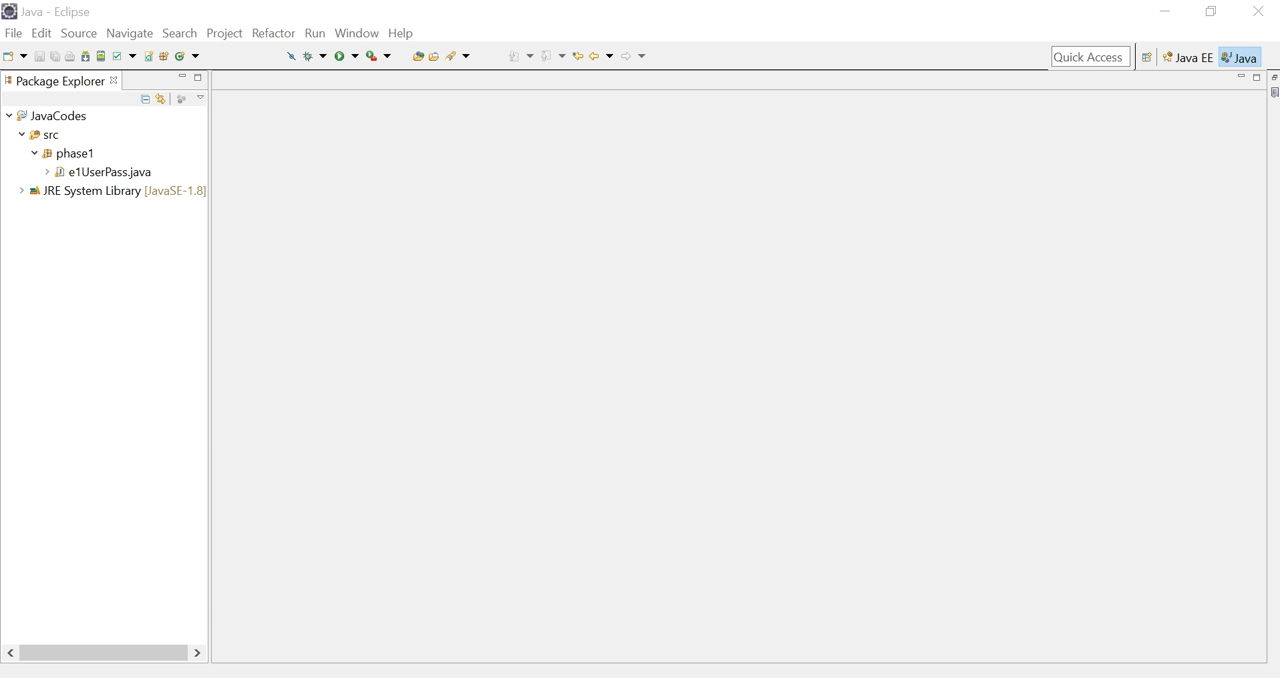 Java - Eclipse
File Edit Source Navigate Search Project Refactor Run Window Help
Quick Access Java EE Java
Package Explorer
JavaCodes
src
phase1
e1UserPass.java
JRE System Library [JavaSE-1.8]